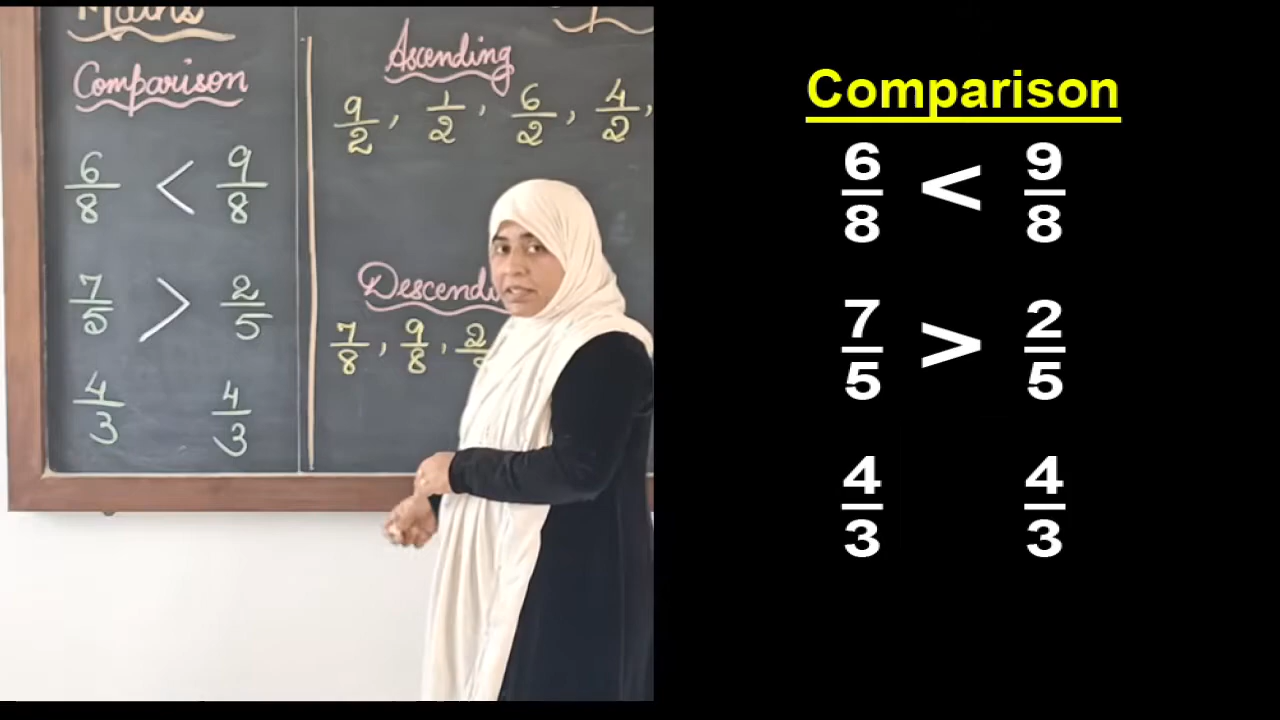 Maths
Comparison
6/8 < 9/8
7/5 > 2/5
4/3 4/3
Ascending
9/2, 1/2, 6/2, 4/2,
Descendi
7/8, 9/8, 2
Comparison
6/8 < 9/8
7/5 > 2/5
4/3 4/3